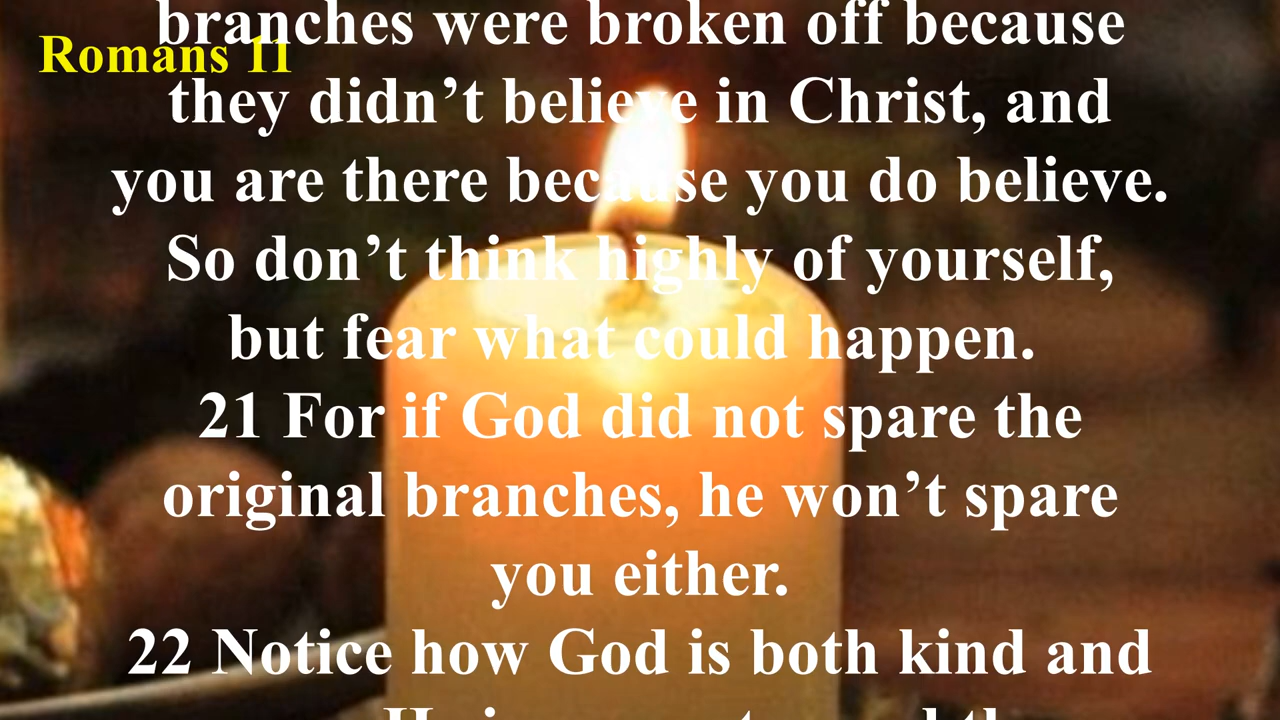 Romans 11
branches were broken off because
they didn’t believe in Christ, and
you are there because you do believe.
So don’t think highly of yourself,
but fear what could happen.
21 For if God did not spare the
original branches, he won’t spare
you either.
22 Notice how God is both kind and